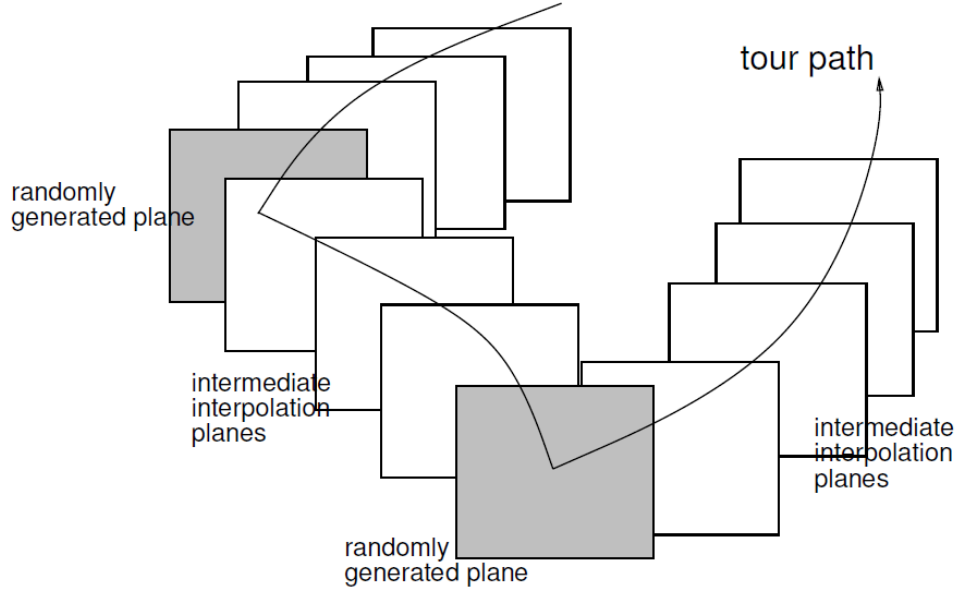 tour path
randomly
generated plane
intermediate
interpolation
planes
intermediate
interpolation
planes
randomly
generated plane